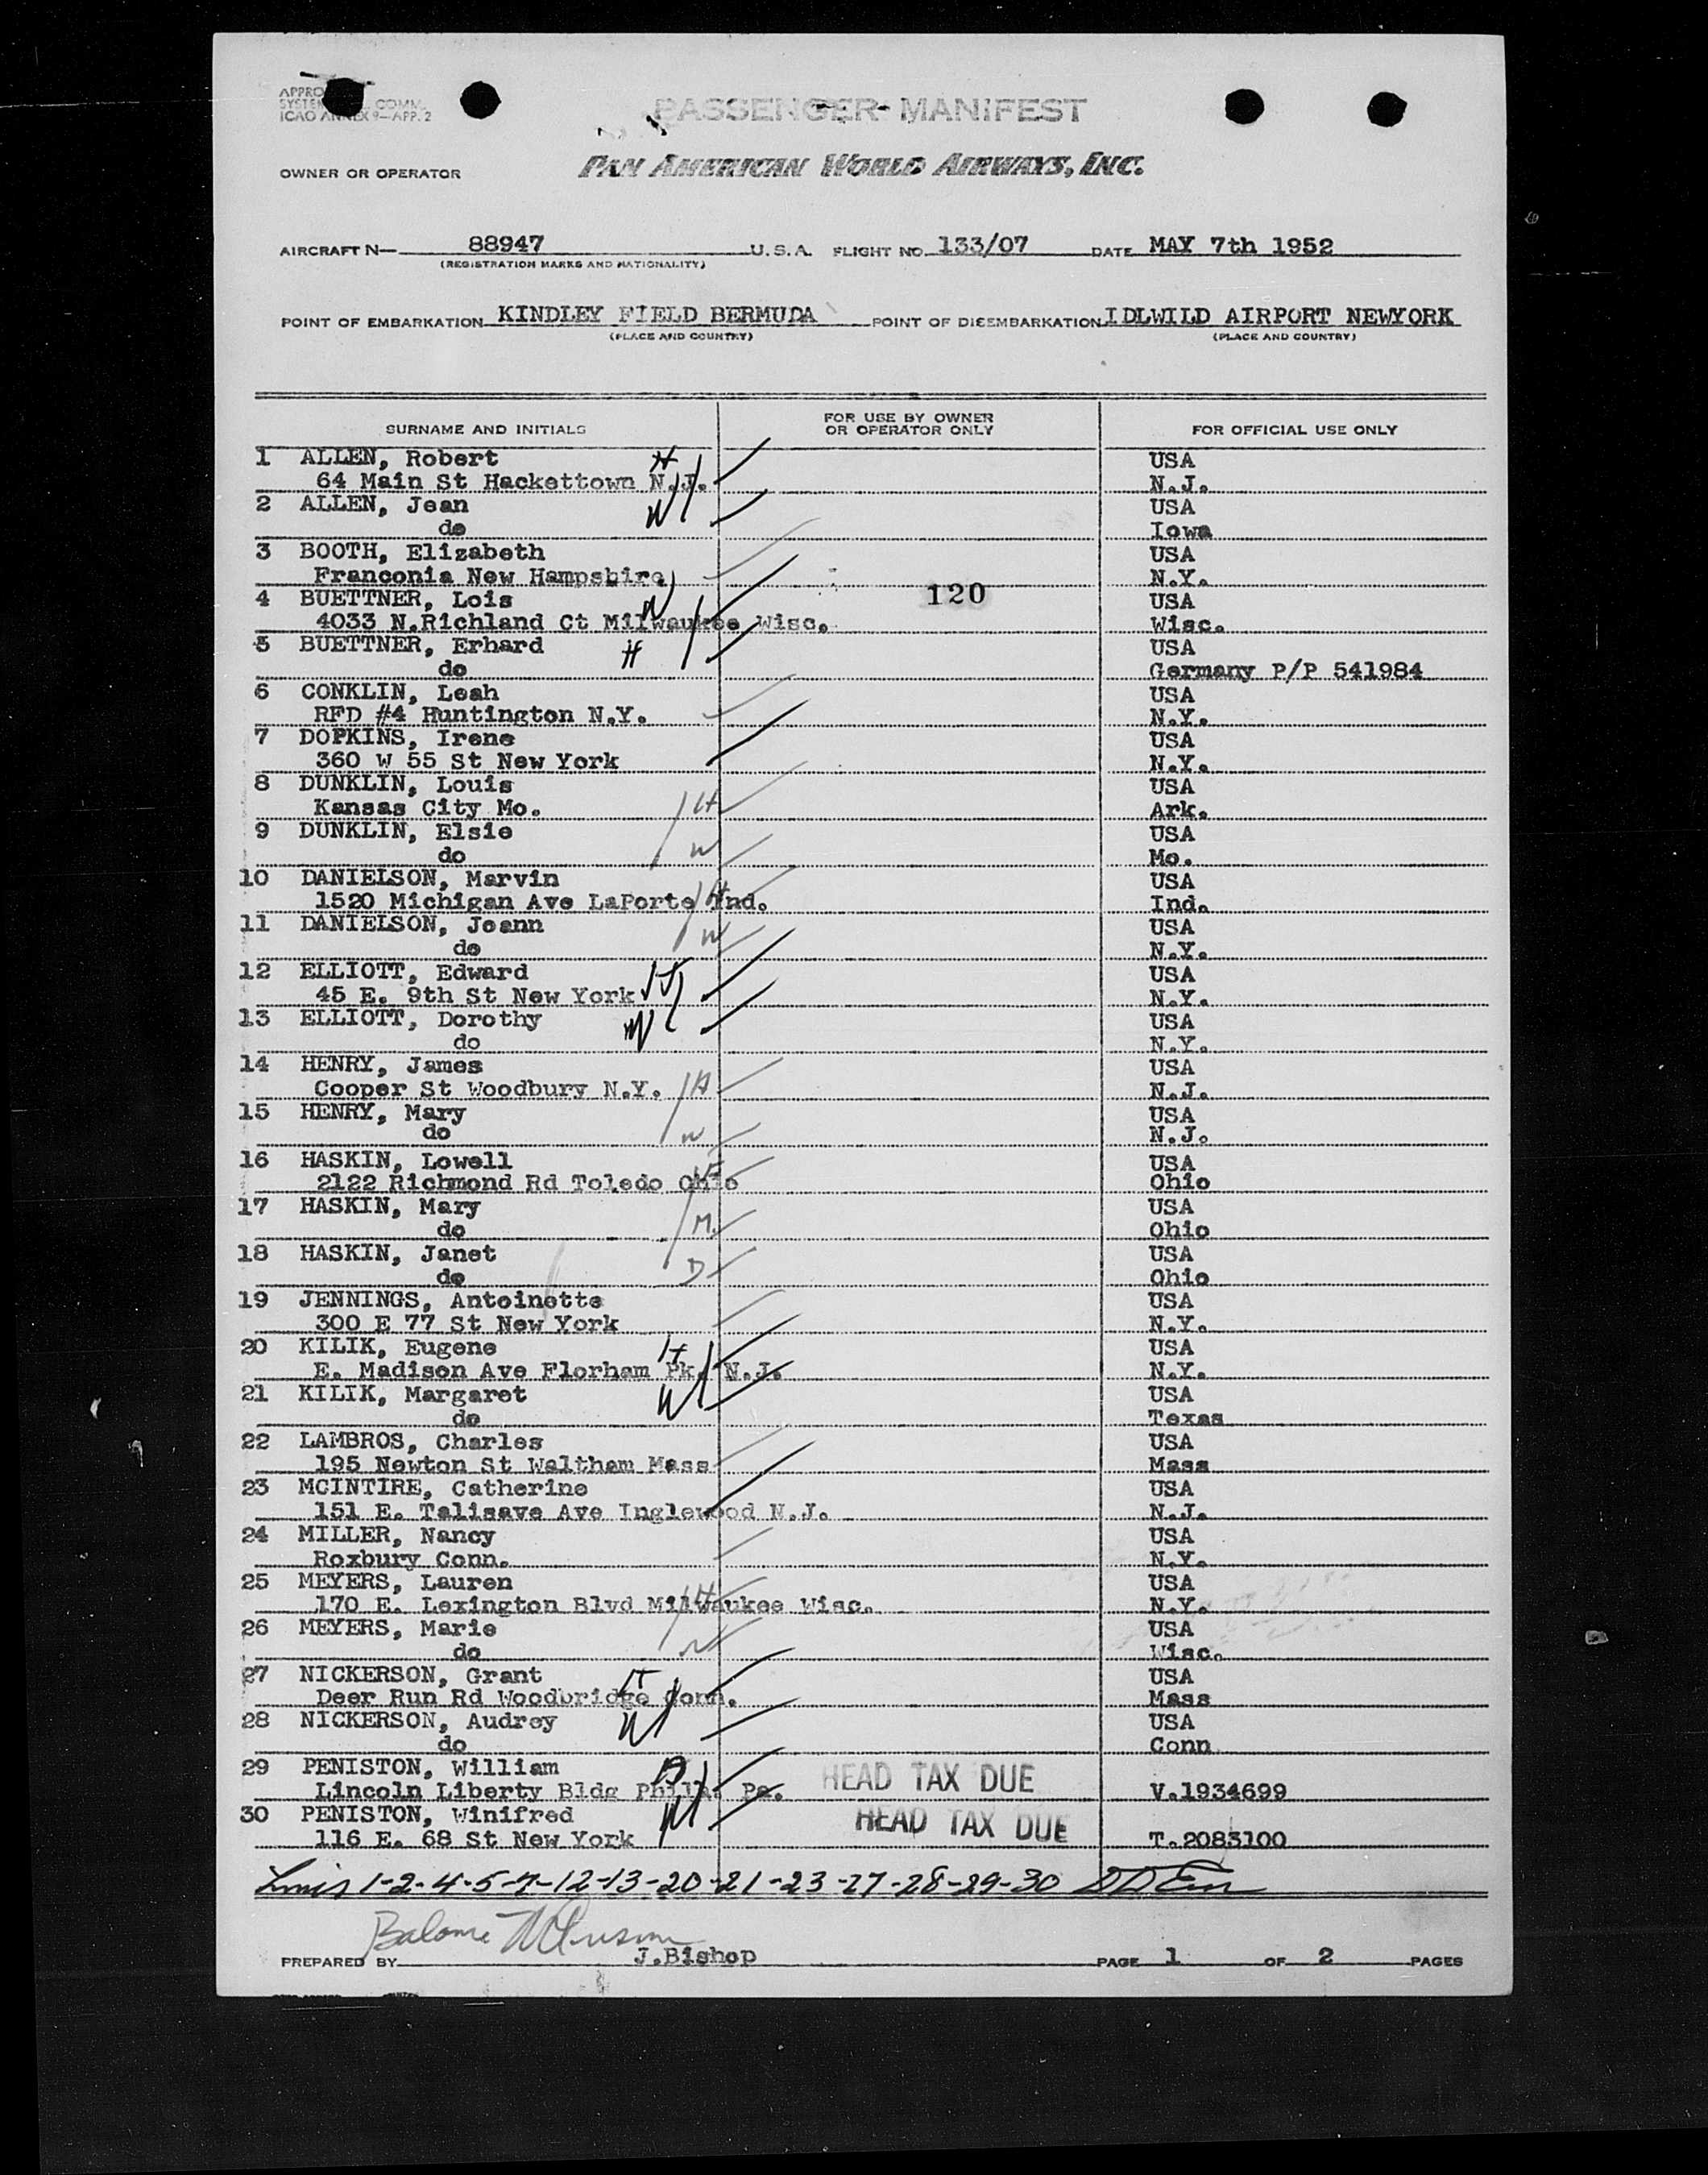 PASSENGER MANIFEST
COMM.
ICAO ANNEX 9—APP. 2
OWNER OR OPERATOR PAN AMERICAN WORLD AIRWAYS, INC.
AIRCRAFT N— 88947 U.S.A. FLIGHT NO. 133/07 DATE MAY 7th 1952
(REGISTRATION MARKS AND NATIONALITY)
POINT OF EMBARKATION KINDLEY FIELD BERMUDA POINT OF DISEMBARKATION IDLWILD AIRPORT NEWYORK
(PLACE AND COUNTRY) (PLACE AND COUNTRY)
SURNAME AND INITIALS FOR USE BY OWNER OR OPERATOR ONLY FOR OFFICIAL USE ONLY
1 ALLEN, Robert H USA
64 Main St Hackettown N.J. N.J.
2 ALLEN, Jean W USA
do Iowa
3 BOOTH, Elizabeth USA
Franconia New Hampshire N.Y.
120
4 BUETTNER, Lois W USA
4033 N.Richland Ct Milwaukee Wisc. Wisc.
5 BUETTNER, Erhard H USA
do Germany P/P 541984
6 CONKLIN, Leah USA
RFD #4 Huntington N.Y. N.Y.
7 DOPKINS, Irene USA
360 W 55 St New York N.Y.
8 DUNKLIN, Louis USA
Kansas City Mo. H Ark.
9 DUNKLIN, Elsie USA
do W Mo.
10 DANIELSON, Marvin USA
1520 Michigan Ave LaPorte Ind. H Ind.
11 DANIELSON, Joann USA
do W N.Y.
12 ELLIOTT, Edward H USA
45 E. 9th St New York N.Y.
13 ELLIOTT, Dorothy W USA
do N.Y.
14 HENRY, James USA
Cooper St Woodbury N.Y. H N.J.
15 HENRY, Mary USA
do W N.J.
16 HASKIN, Lowell F USA
2122 Richmond Rd Toledo Ohio Ohio
17 HASKIN, Mary USA
do M Ohio
18 HASKIN, Janet USA
do D Ohio
19 JENNINGS, Antoinette USA
300 E 77 St New York N.Y.
20 KILIK, Eugene H USA
E. Madison Ave Florham Pk. N.J. N.Y.
21 KILIK, Margaret W USA
do Texas
22 LAMBROS, Charles USA
195 Newton St Waltham Mass Mass
23 MCINTIRE, Catherine USA
151 E. Talisave Ave Inglewood N.J. N.J.
24 MILLER, Nancy USA
Roxbury Conn. N.Y.
25 MEYERS, Lauren USA
170 E. Lexington Blvd Milwaukee Wisc. H N.Y.
26 MEYERS, Marie USA
do W Wisc.
27 NICKERSON, Grant H USA
Deer Run Rd Woodbridge Conn. Mass
28 NICKERSON, Audrey W USA
do Conn
29 PENISTON, William HEAD TAX DUE
Lincoln Liberty Bldg Phila. Pa. V.1934699
30 PENISTON, Winifred HEAD TAX DUE
116 E. 68 St New York W T.2083100
1-2-4-5-7-12-13-20-21-23-27-28-29-30
PREPARED BY J.Bishop PAGE 1 OF 2 PAGES